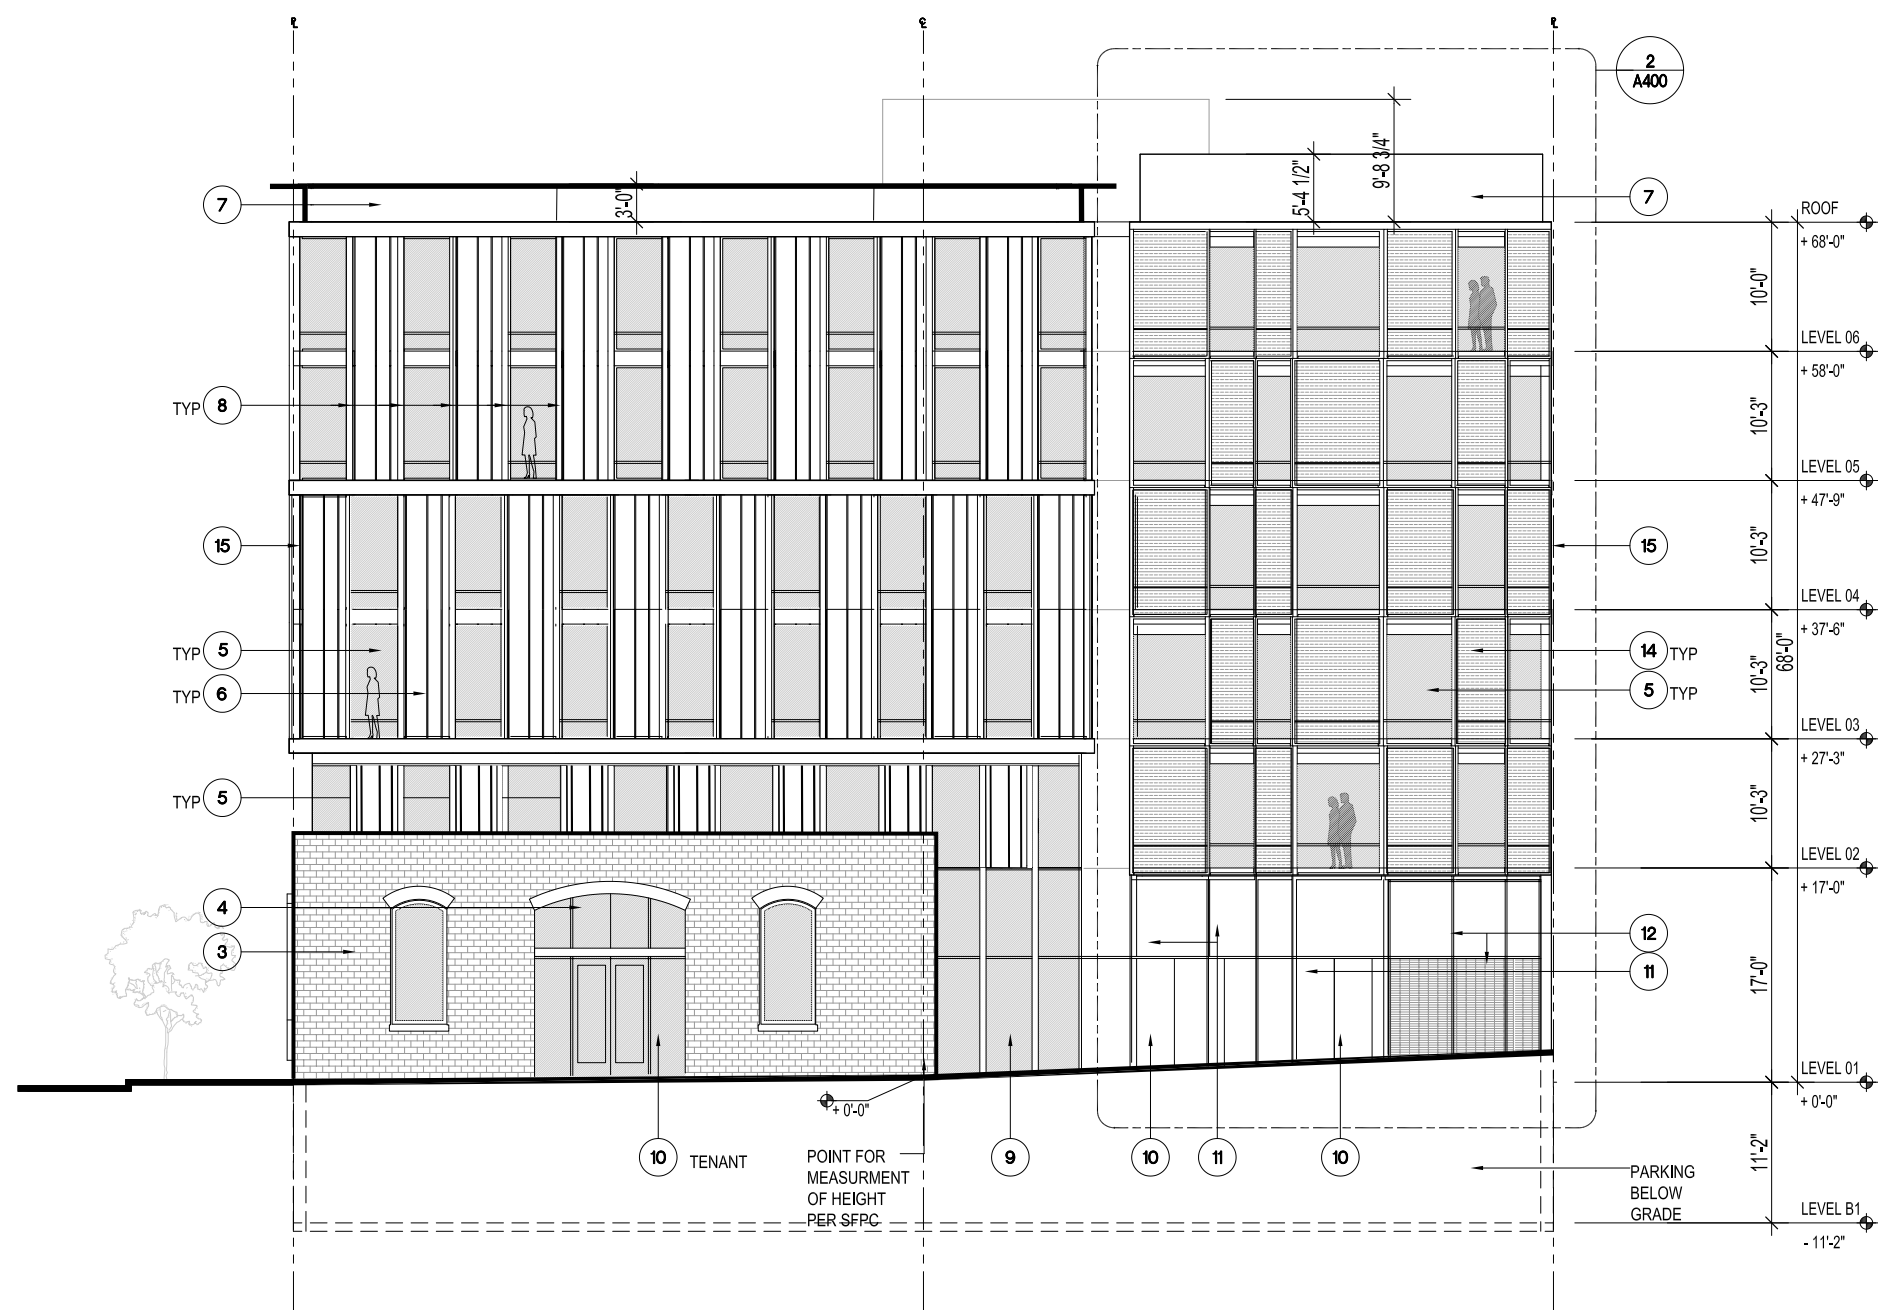 PL
CL
PL
2
A400
9'-8 3/4"
5'-4 1/2"
3'-0"
7
7
ROOF
+ 68'-0"
10'-0"
LEVEL 06
+ 58'-0"
TYP 8
10'-3"
LEVEL 05
+ 47'-9"
15
15
10'-3"
LEVEL 04
+ 37'-6"
68'-0"
TYP 5
14 TYP
10'-3"
TYP 6
5 TYP
LEVEL 03
+ 27'-3"
TYP 5
10'-3"
LEVEL 02
+ 17'-0"
4
3
12
11
17'-0"
LEVEL 01
+ 0'-0"
+ 0'-0"
10 TENANT
POINT FOR
MEASURMENT
OF HEIGHT
PER SFPC
9
10
11
10
PARKING
BELOW
GRADE
11'-2"
LEVEL B1
- 11'-2"